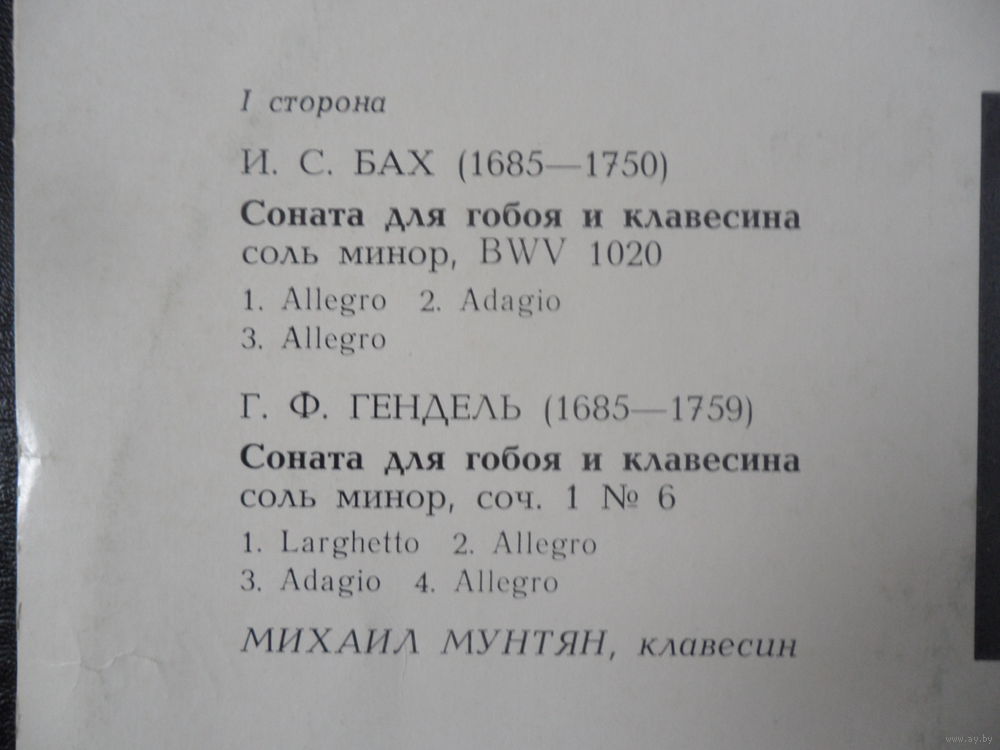 I сторона
И. С. БАХ (1685—1750)
Соната для гобоя и клавесина
соль минор, BWV 1020
1. Allegro 2. Adagio
3. Allegro
Г. Ф. ГЕНДЕЛЬ (1685—1759)
Соната для гобоя и клавесина
соль минор, соч. 1 № 6
1. Larghetto 2. Allegro
3. Adagio 4. Allegro
МИХАИЛ МУНТЯН, клавесин
www.ay.by